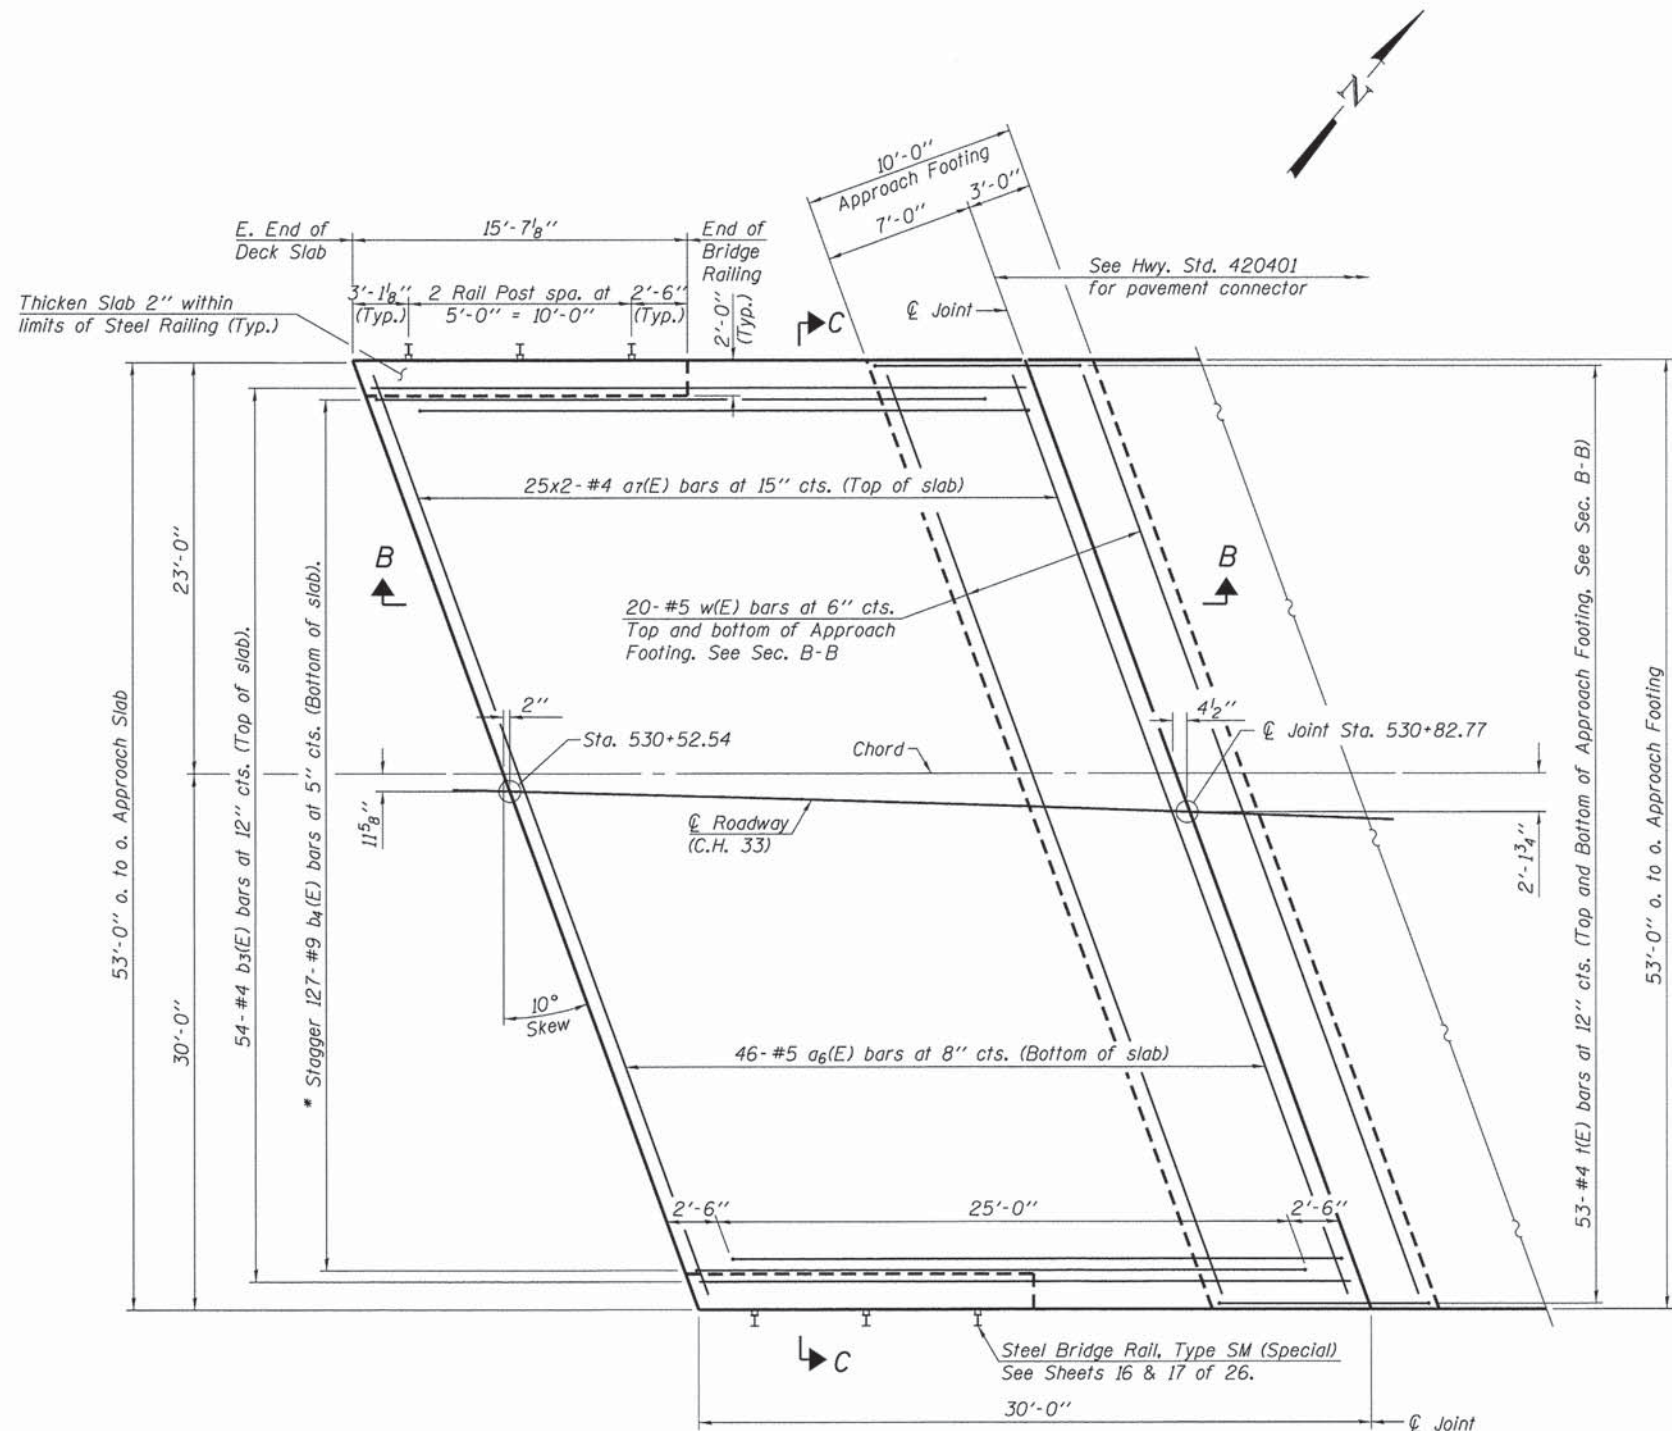 N
10'-0"
Approach Footing
3'-0"
7'-0"
E. End of
Deck Slab
15'-7 1/8"
End of
Bridge
Railing
See Hwy. Std. 420401
for pavement connector
Thicken Slab 2" within
limits of Steel Railing (Typ.)
3'-1 1/8"
(Typ.)
2 Rail Post spa. at
5'-0" = 10'-0"
2'-6"
(Typ.)
2'-0"
(Typ.)
C
℄ Joint
25x2-#4 a7(E) bars at 15" cts. (Top of slab)
23'-0"
B
B
20-#5 w(E) bars at 6" cts.
Top and bottom of Approach
Footing. See Sec. B-B
53'-0" o. to o. Approach Slab
54-#4 b3(E) bars at 12" cts. (Top of slab).
* Stagger 127-#9 b4(E) bars at 5" cts. (Bottom of slab).
2"
Sta. 530+52.54
Chord
4 1/2"
℄ Joint Sta. 530+82.77
11 5/8"
℄ Roadway
(C.H. 33)
2'-1 3/4"
53-#4 t(E) bars at 12" cts. (Top and Bottom of Approach Footing, See Sec. B-B)
53'-0" o. to o. Approach Footing
30'-0"
10°
Skew
46-#5 a6(E) bars at 8" cts. (Bottom of slab)
2'-6"
25'-0"
2'-6"
C
Steel Bridge Rail, Type SM (Special)
See Sheets 16 & 17 of 26.
30'-0"
℄ Joint